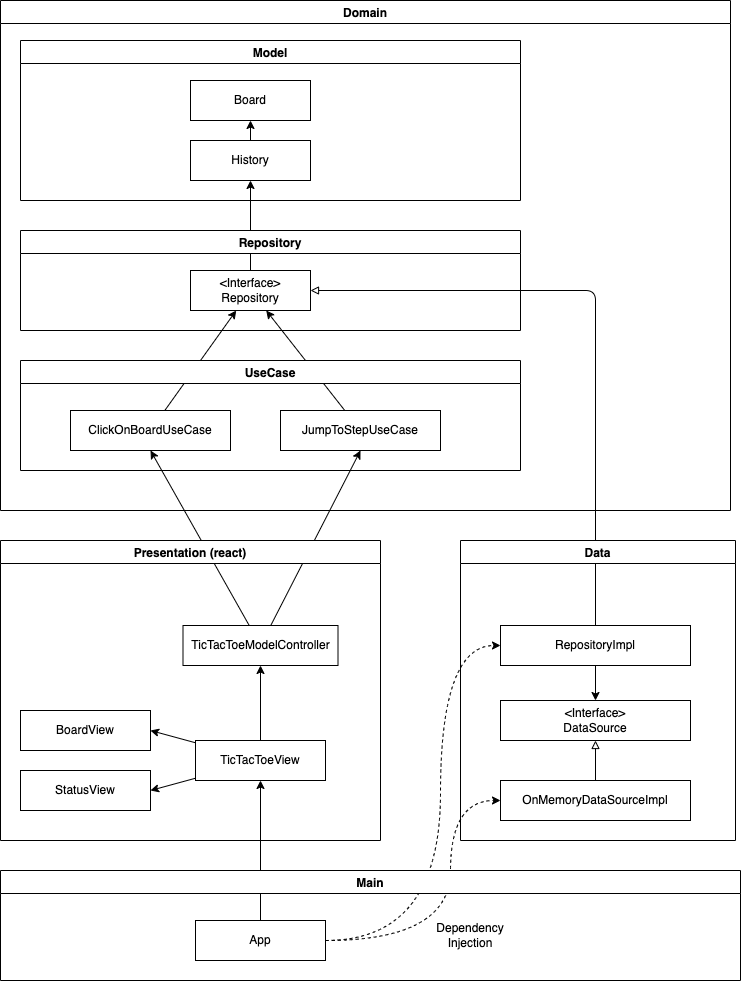 Domain
Model
Board
History
Repository
<Interface>
Repository
UseCase
ClickOnBoardUseCase
JumpToStepUseCase
Presentation (react)
TicTacToeModelController
BoardView
TicTacToeView
StatusView
Data
RepositoryImpl
<Interface>
DataSource
OnMemoryDataSourceImpl
Main
App
Dependency
Injection